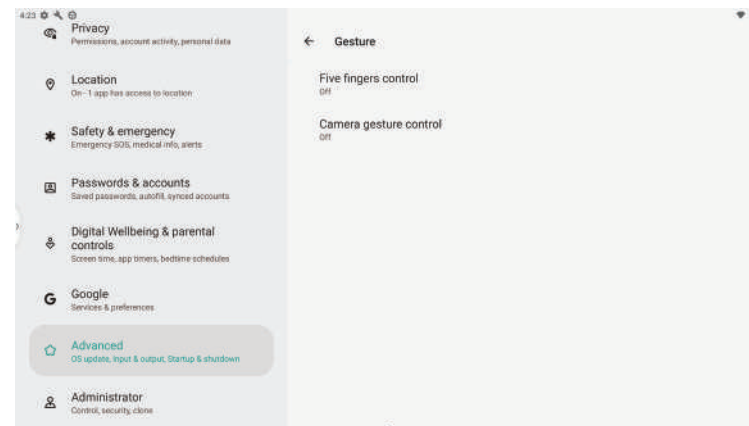 4:23
Privacy
Permissions, account activity, personal data
Location
On - 1 app has access to location
Safety & emergency
Emergency SOS, medical info, alerts
Passwords & accounts
Saved passwords, autofill, synced accounts
Digital Wellbeing & parental
controls
Screen time, app timers, bedtime schedules
Google
Services & preferences
Advanced
OS update, Input & output, Startup & shutdown
Administrator
Control, security, clone
Gesture
Five fingers control
Off
Camera gesture control
Off